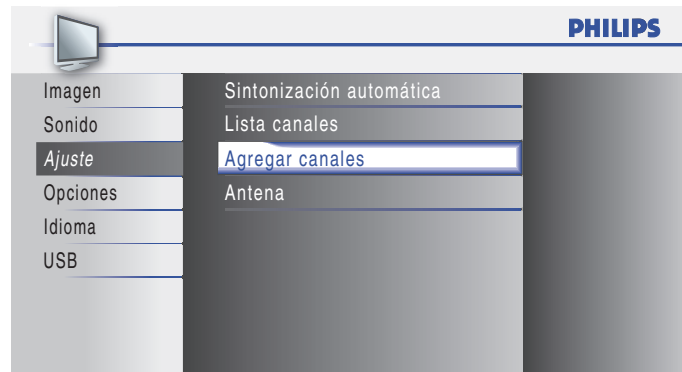 PHILIPS
Imagen
Sonido
Ajuste
Opciones
Idioma
USB
Sintonización automática
Lista canales
Agregar canales
Antena